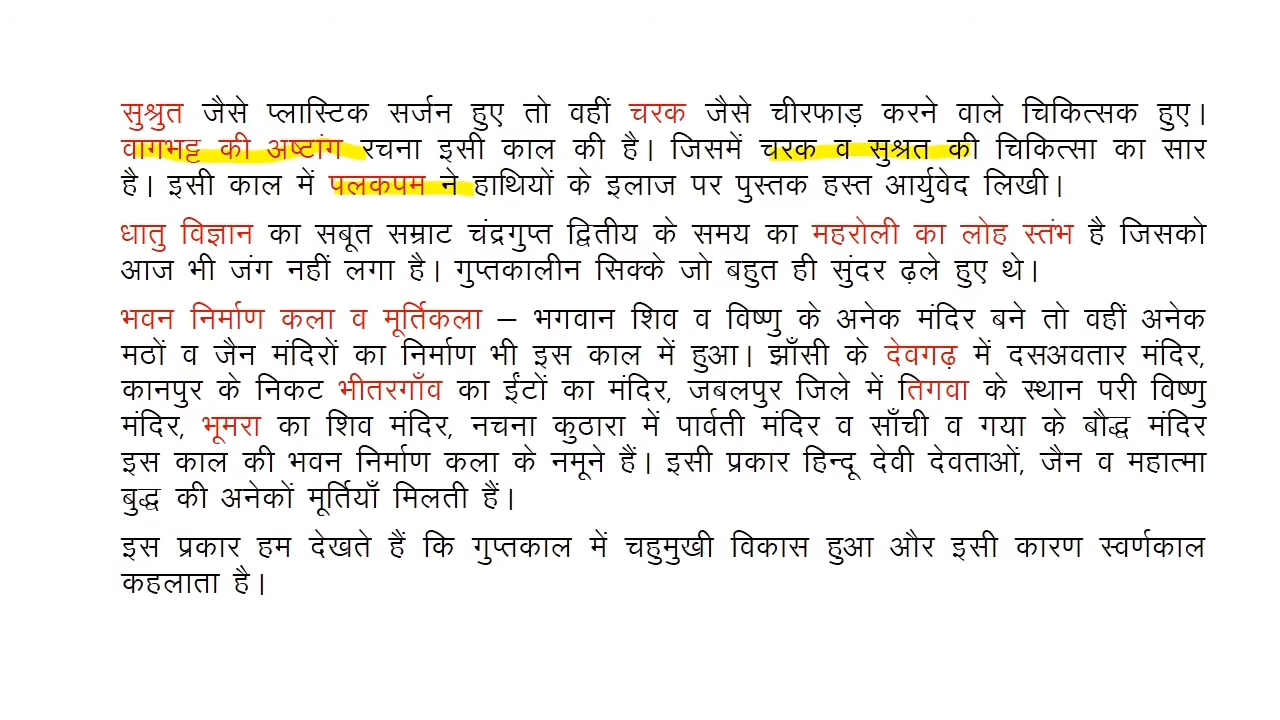 सुश्रुत जैसे प्लास्टिक सर्जन हुए तो वहीं चरक जैसे चीरफाड़ करने वाले चिकित्सक हुए।
वागभट्ट की अष्टांग रचना इसी काल की है। जिसमें चरक व सुश्रत की चिकित्सा का सार
है। इसी काल में पलकपम ने हाथियों के इलाज पर पुस्तक हस्त आर्युवेद लिखी।
धातु विज्ञान का सबूत सम्राट चंद्रगुप्त द्वितीय के समय का महरोली का लोह स्तंभ है जिसको
आज भी जंग नहीं लगा है। गुप्तकालीन सिक्के जो बहुत ही सुंदर ढ़ले हुए थे।
भवन निर्माण कला व मूर्तिकला – भगवान शिव व विष्णु के अनेक मंदिर बने तो वहीं अनेक
मठों व जैन मंदिरों का निर्माण भी इस काल में हुआ। झाँसी के देवगढ़ में दसअवतार मंदिर,
कानपुर के निकट भीतरगाँव का ईंटों का मंदिर, जबलपुर जिले में तिगवा के स्थान परी विष्णु
मंदिर, भूमरा का शिव मंदिर, नचना कुठारा में पार्वती मंदिर व साँची व गया के बौद्ध मंदिर
इस काल की भवन निर्माण कला के नमूने हैं। इसी प्रकार हिन्दू देवी देवताओं, जैन व महात्मा
बुद्ध की अनेकों मूर्तियाँ मिलती हैं।
इस प्रकार हम देखते हैं कि गुप्तकाल में चहुमुखी विकास हुआ और इसी कारण स्वर्णकाल
कहलाता है।